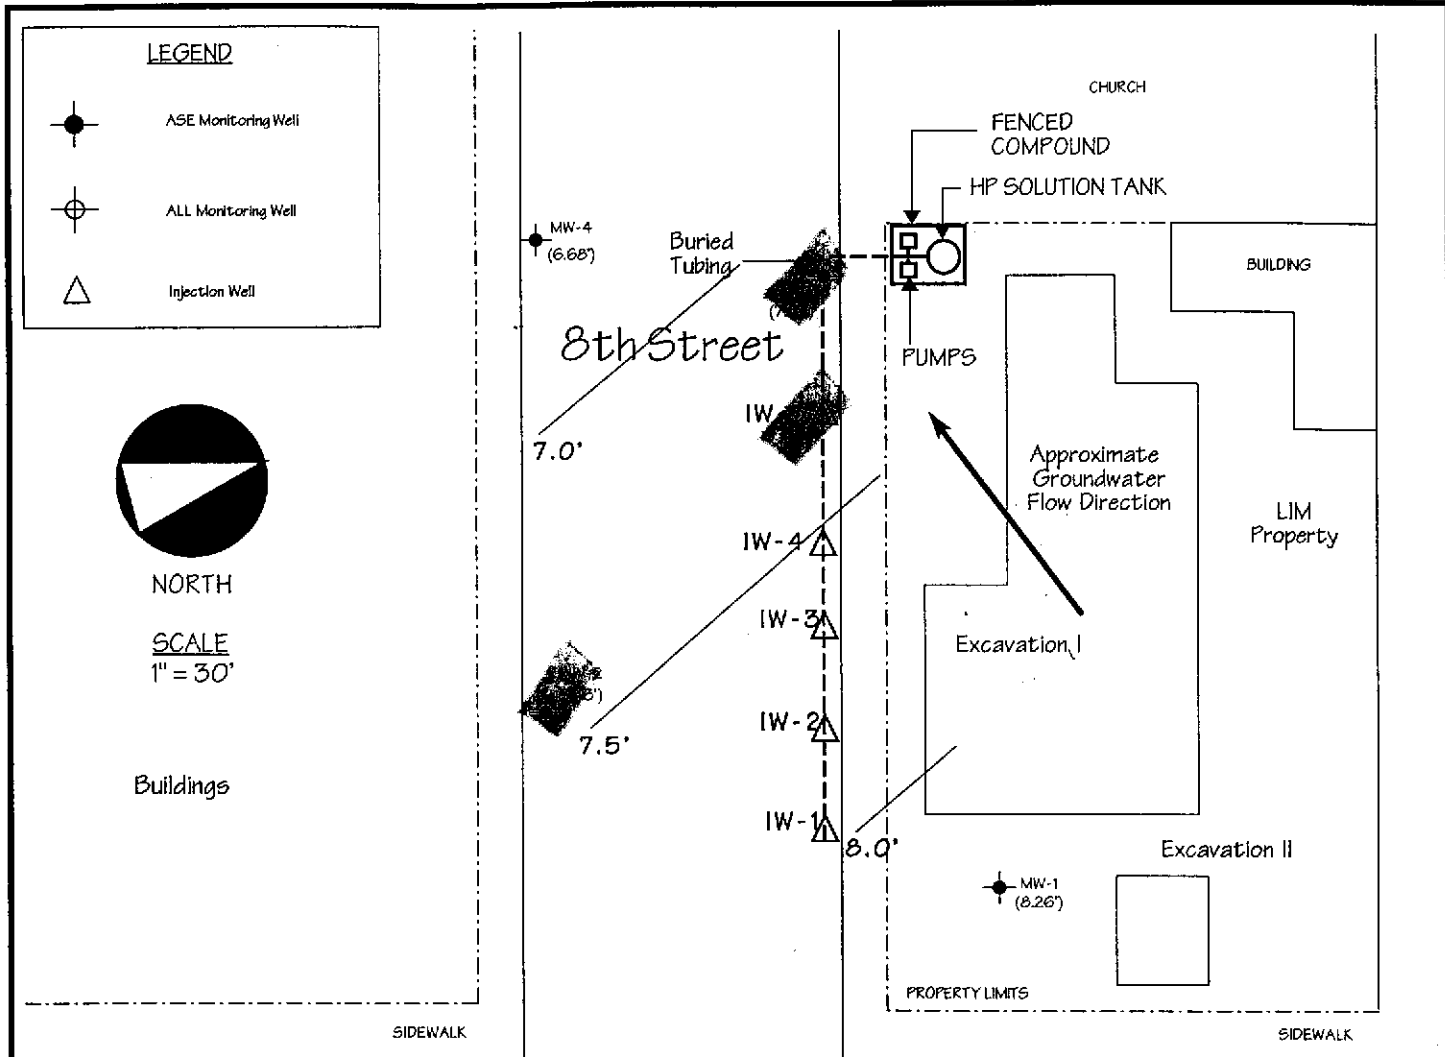 LEGEND
ASE Monitoring Well
ALL Monitoring Well
Injection Well
NORTH
SCALE
1" = 30'
Buildings
SIDEWALK
MW-4
(6.68')
Buried
Tubing
8th Street
7.0'
IW
IW-4
IW-3
7.5'
IW-2
IW-1
8.0'
CHURCH
FENCED
COMPOUND
HP SOLUTION TANK
BUILDING
PUMPS
Approximate
Groundwater
Flow Direction
LIM
Property
Excavation I
Excavation II
MW-1
(8.26')
PROPERTY LIMITS
SIDEWALK